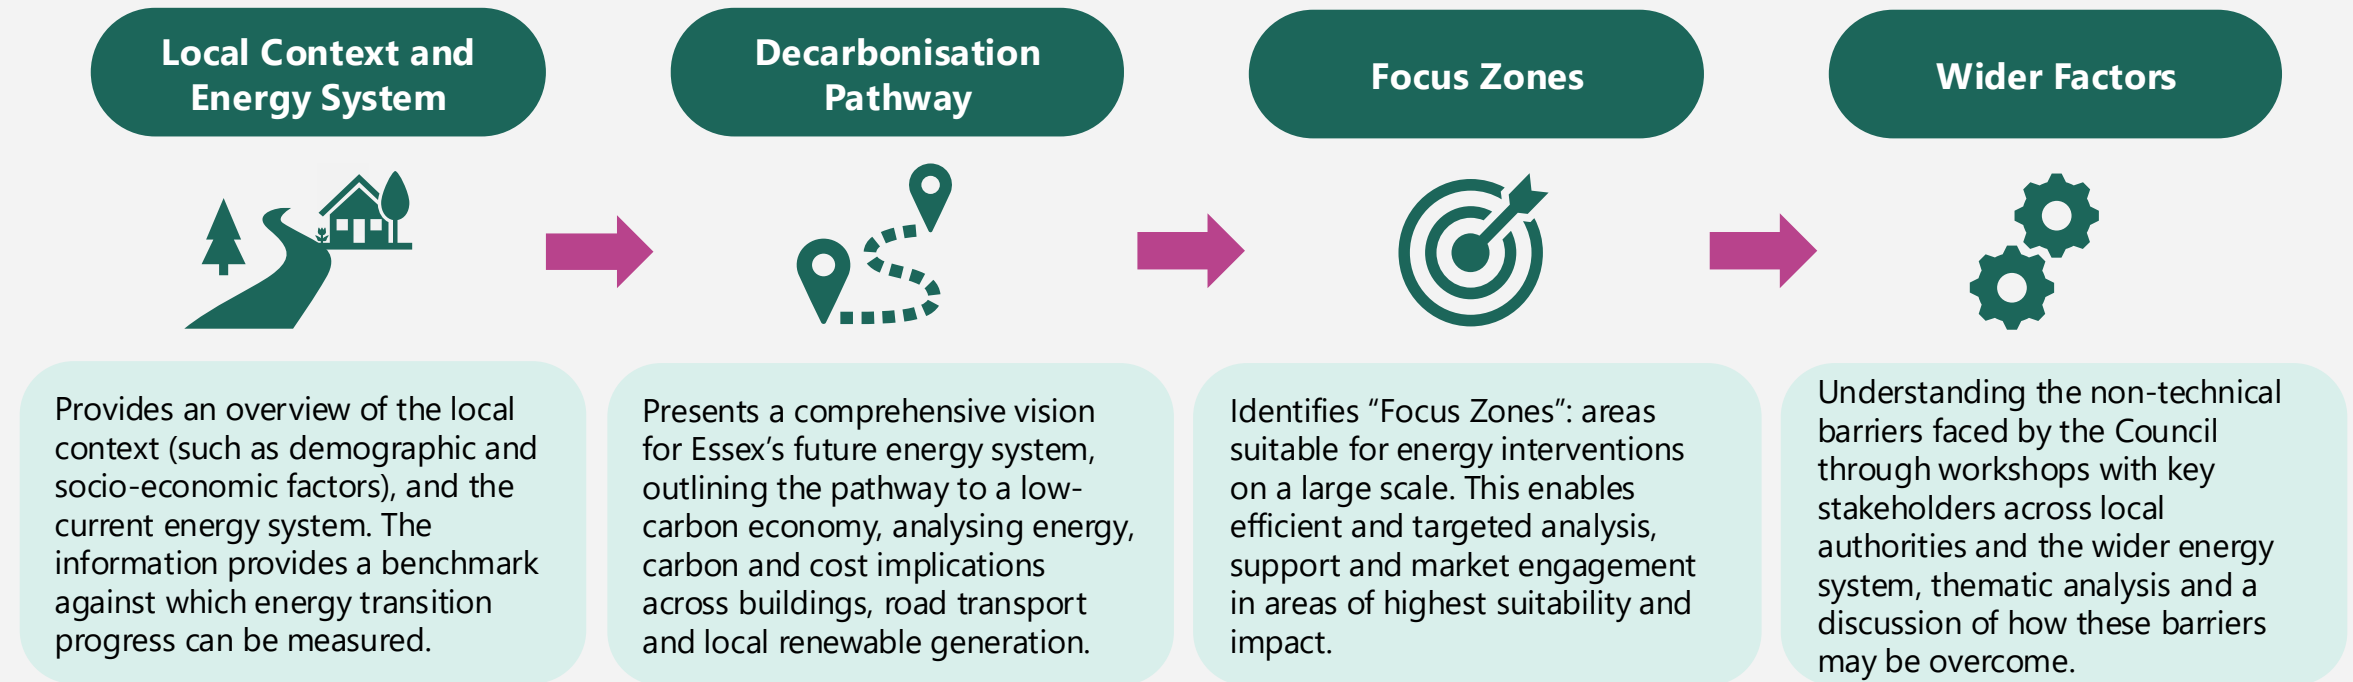 Local Context and
Energy System
Provides an overview of the local
context (such as demographic and
socio-economic factors), and the
current energy system. The
information provides a benchmark
against which energy transition
progress can be measured.
Decarbonisation
Pathway
Presents a comprehensive vision
for Essex’s future energy system,
outlining the pathway to a low-
carbon economy, analysing energy,
carbon and cost implications
across buildings, road transport
and local renewable generation.
Focus Zones
Identifies “Focus Zones”: areas
suitable for energy interventions
on a large scale. This enables
efficient and targeted analysis,
support and market engagement
in areas of highest suitability and
impact.
Wider Factors
Understanding the non-technical
barriers faced by the Council
through workshops with key
stakeholders across local
authorities and the wider energy
system, thematic analysis and a
discussion of how these barriers
may be overcome.